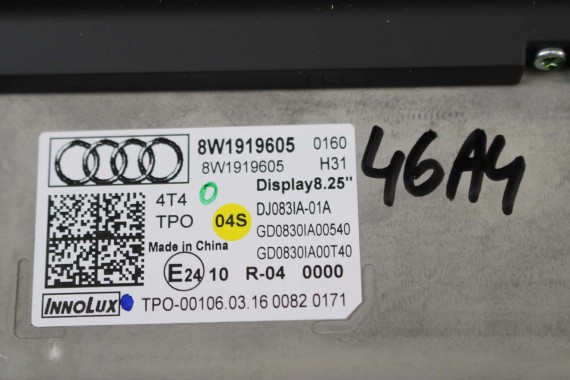 8W1919605 0160
8W1919605 H31
Display8.25"
4T4
DJ083IA-01A
TPO 04S
GD0830IA00540
Made in China
GD0830IA00T40
E24 10 R-04 0000
INNOLUX
TPO-00106.03.16 0082 0171
46A4